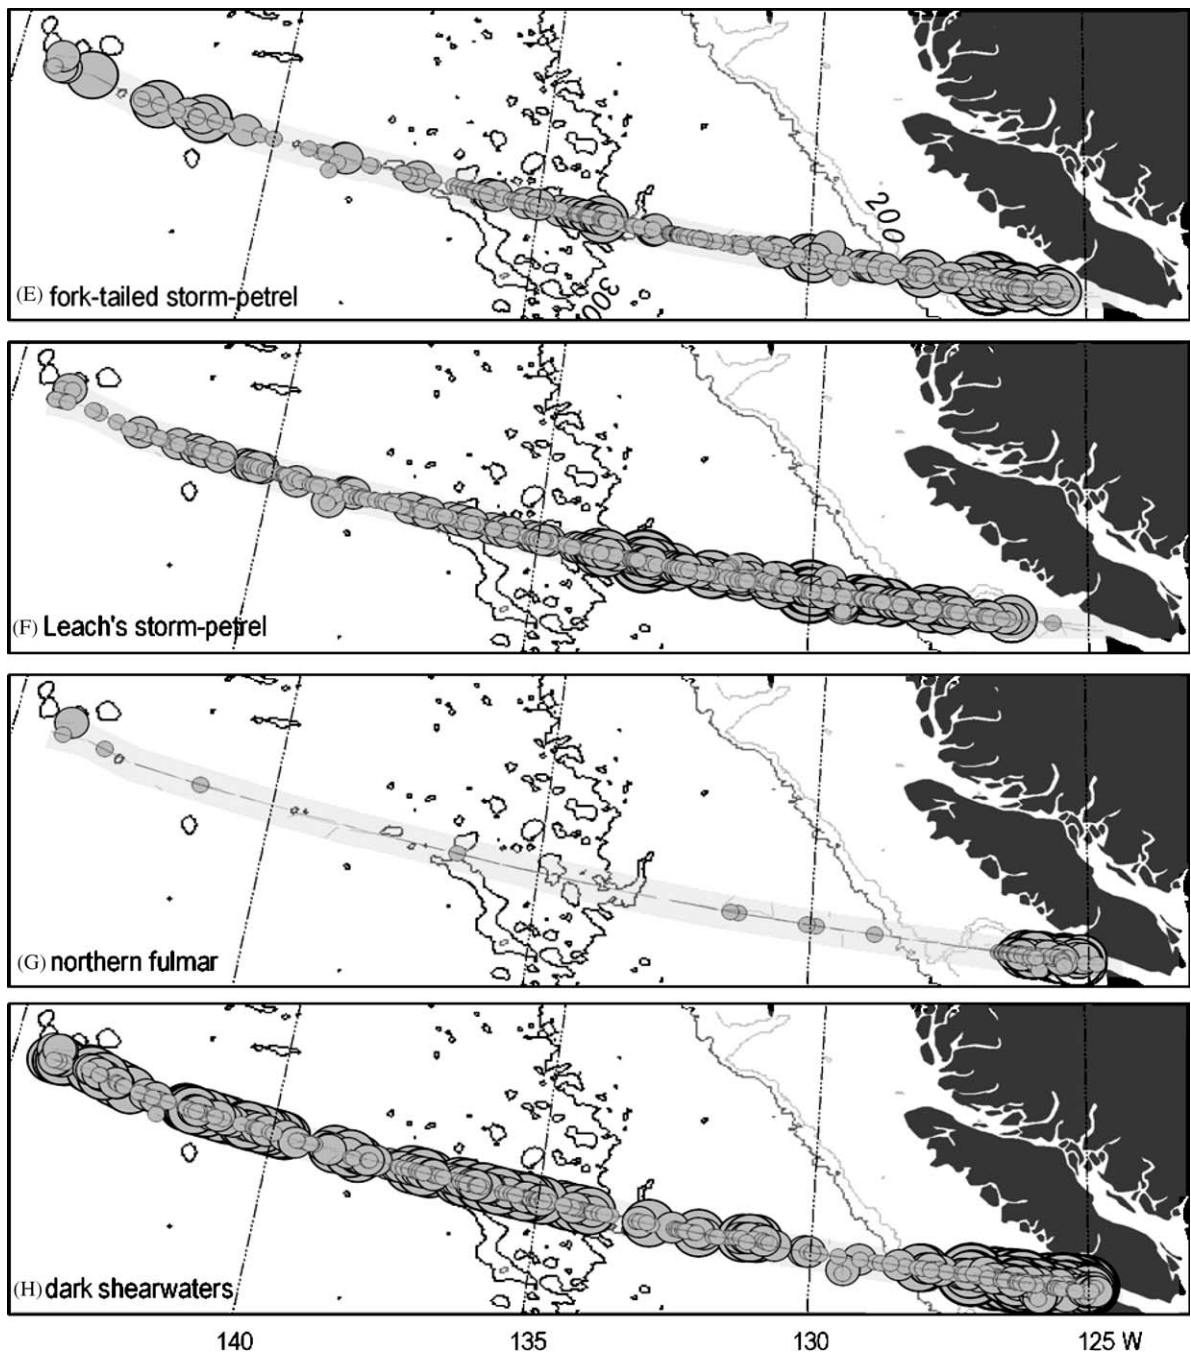 200
300
(E) fork-tailed storm-petrel
(F) Leach's storm-petrel
(G) northern fulmar
(H) dark shearwaters
140 135 130 125 W